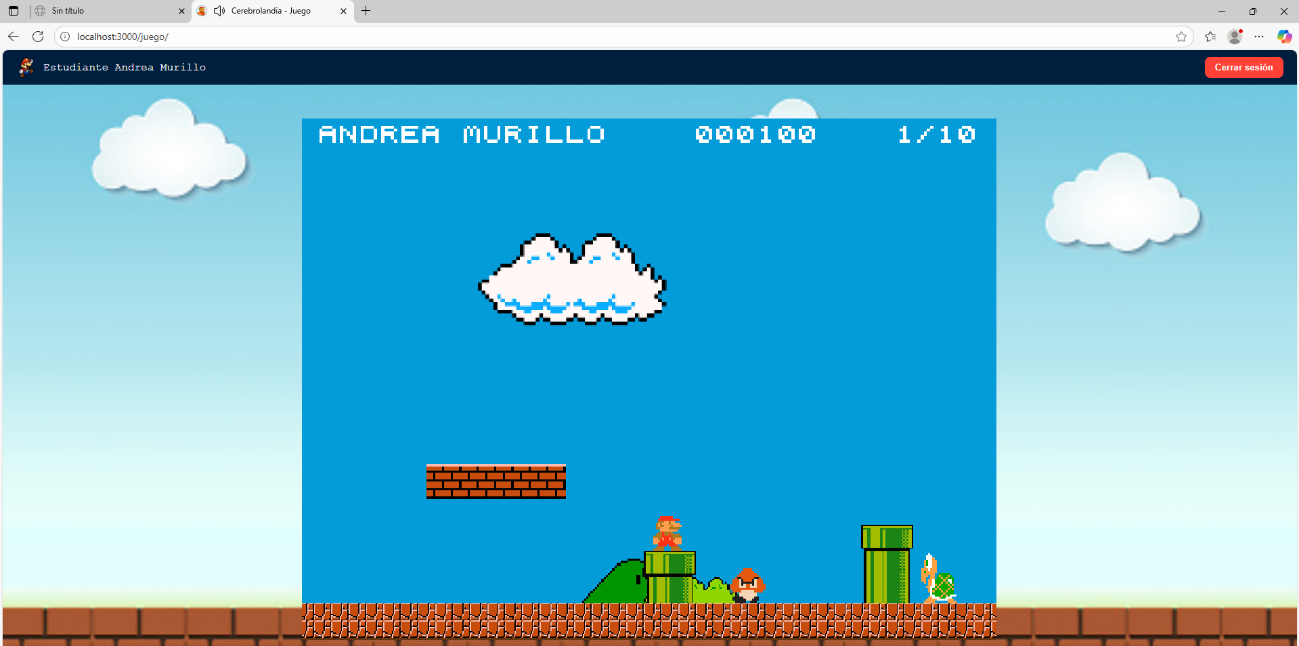 Sin título
Cerebrolandia - Juego
localhost:3000/juego/
Estudiante Andrea Murillo
Cerrar sesión
ANDREA MURILLO 000100 1/10